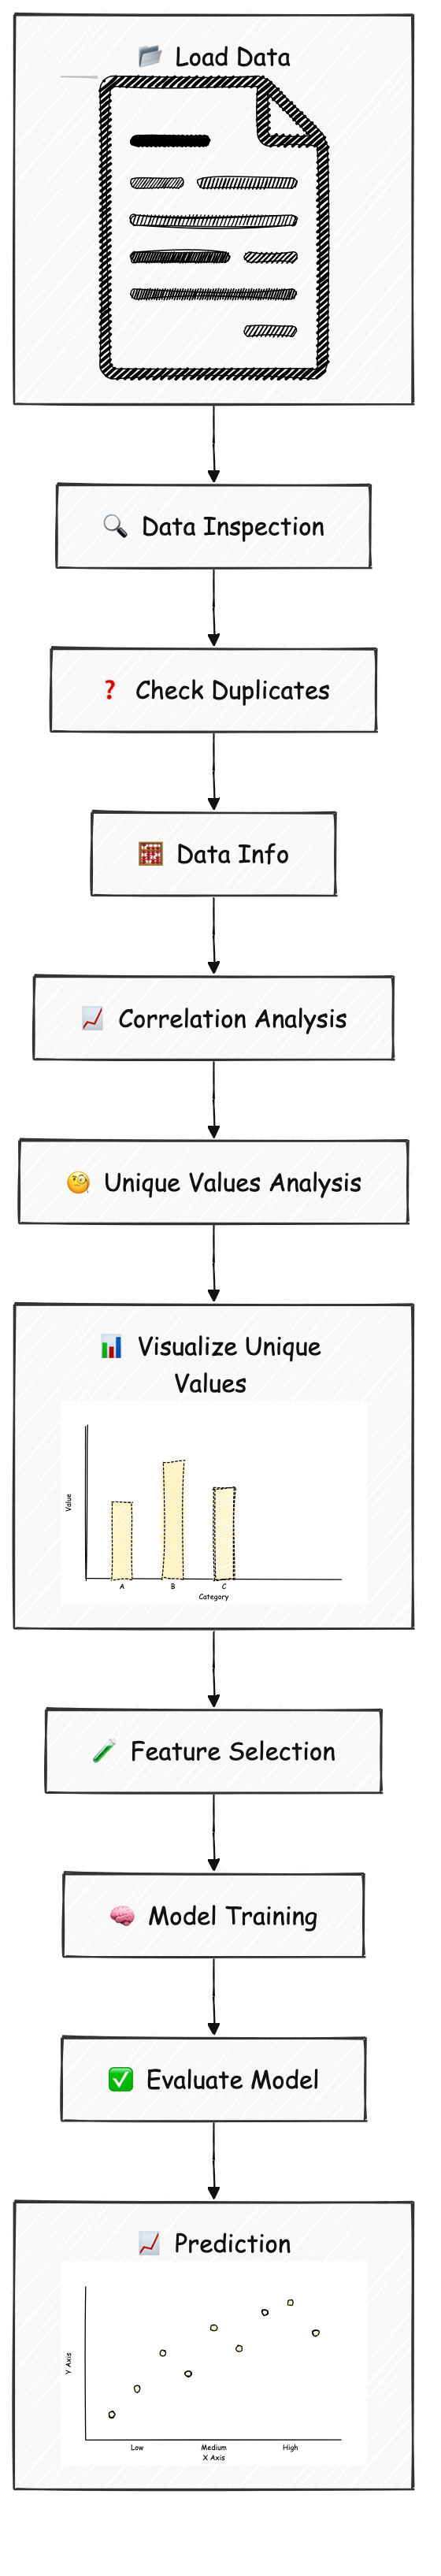 Load Data
Data Inspection
Check Duplicates
Data Info
Correlation Analysis
Unique Values Analysis
Visualize Unique
Values
Value
A B C
Category
Feature Selection
Model Training
Evaluate Model
Prediction
Y Axis
Low Medium High
X Axis